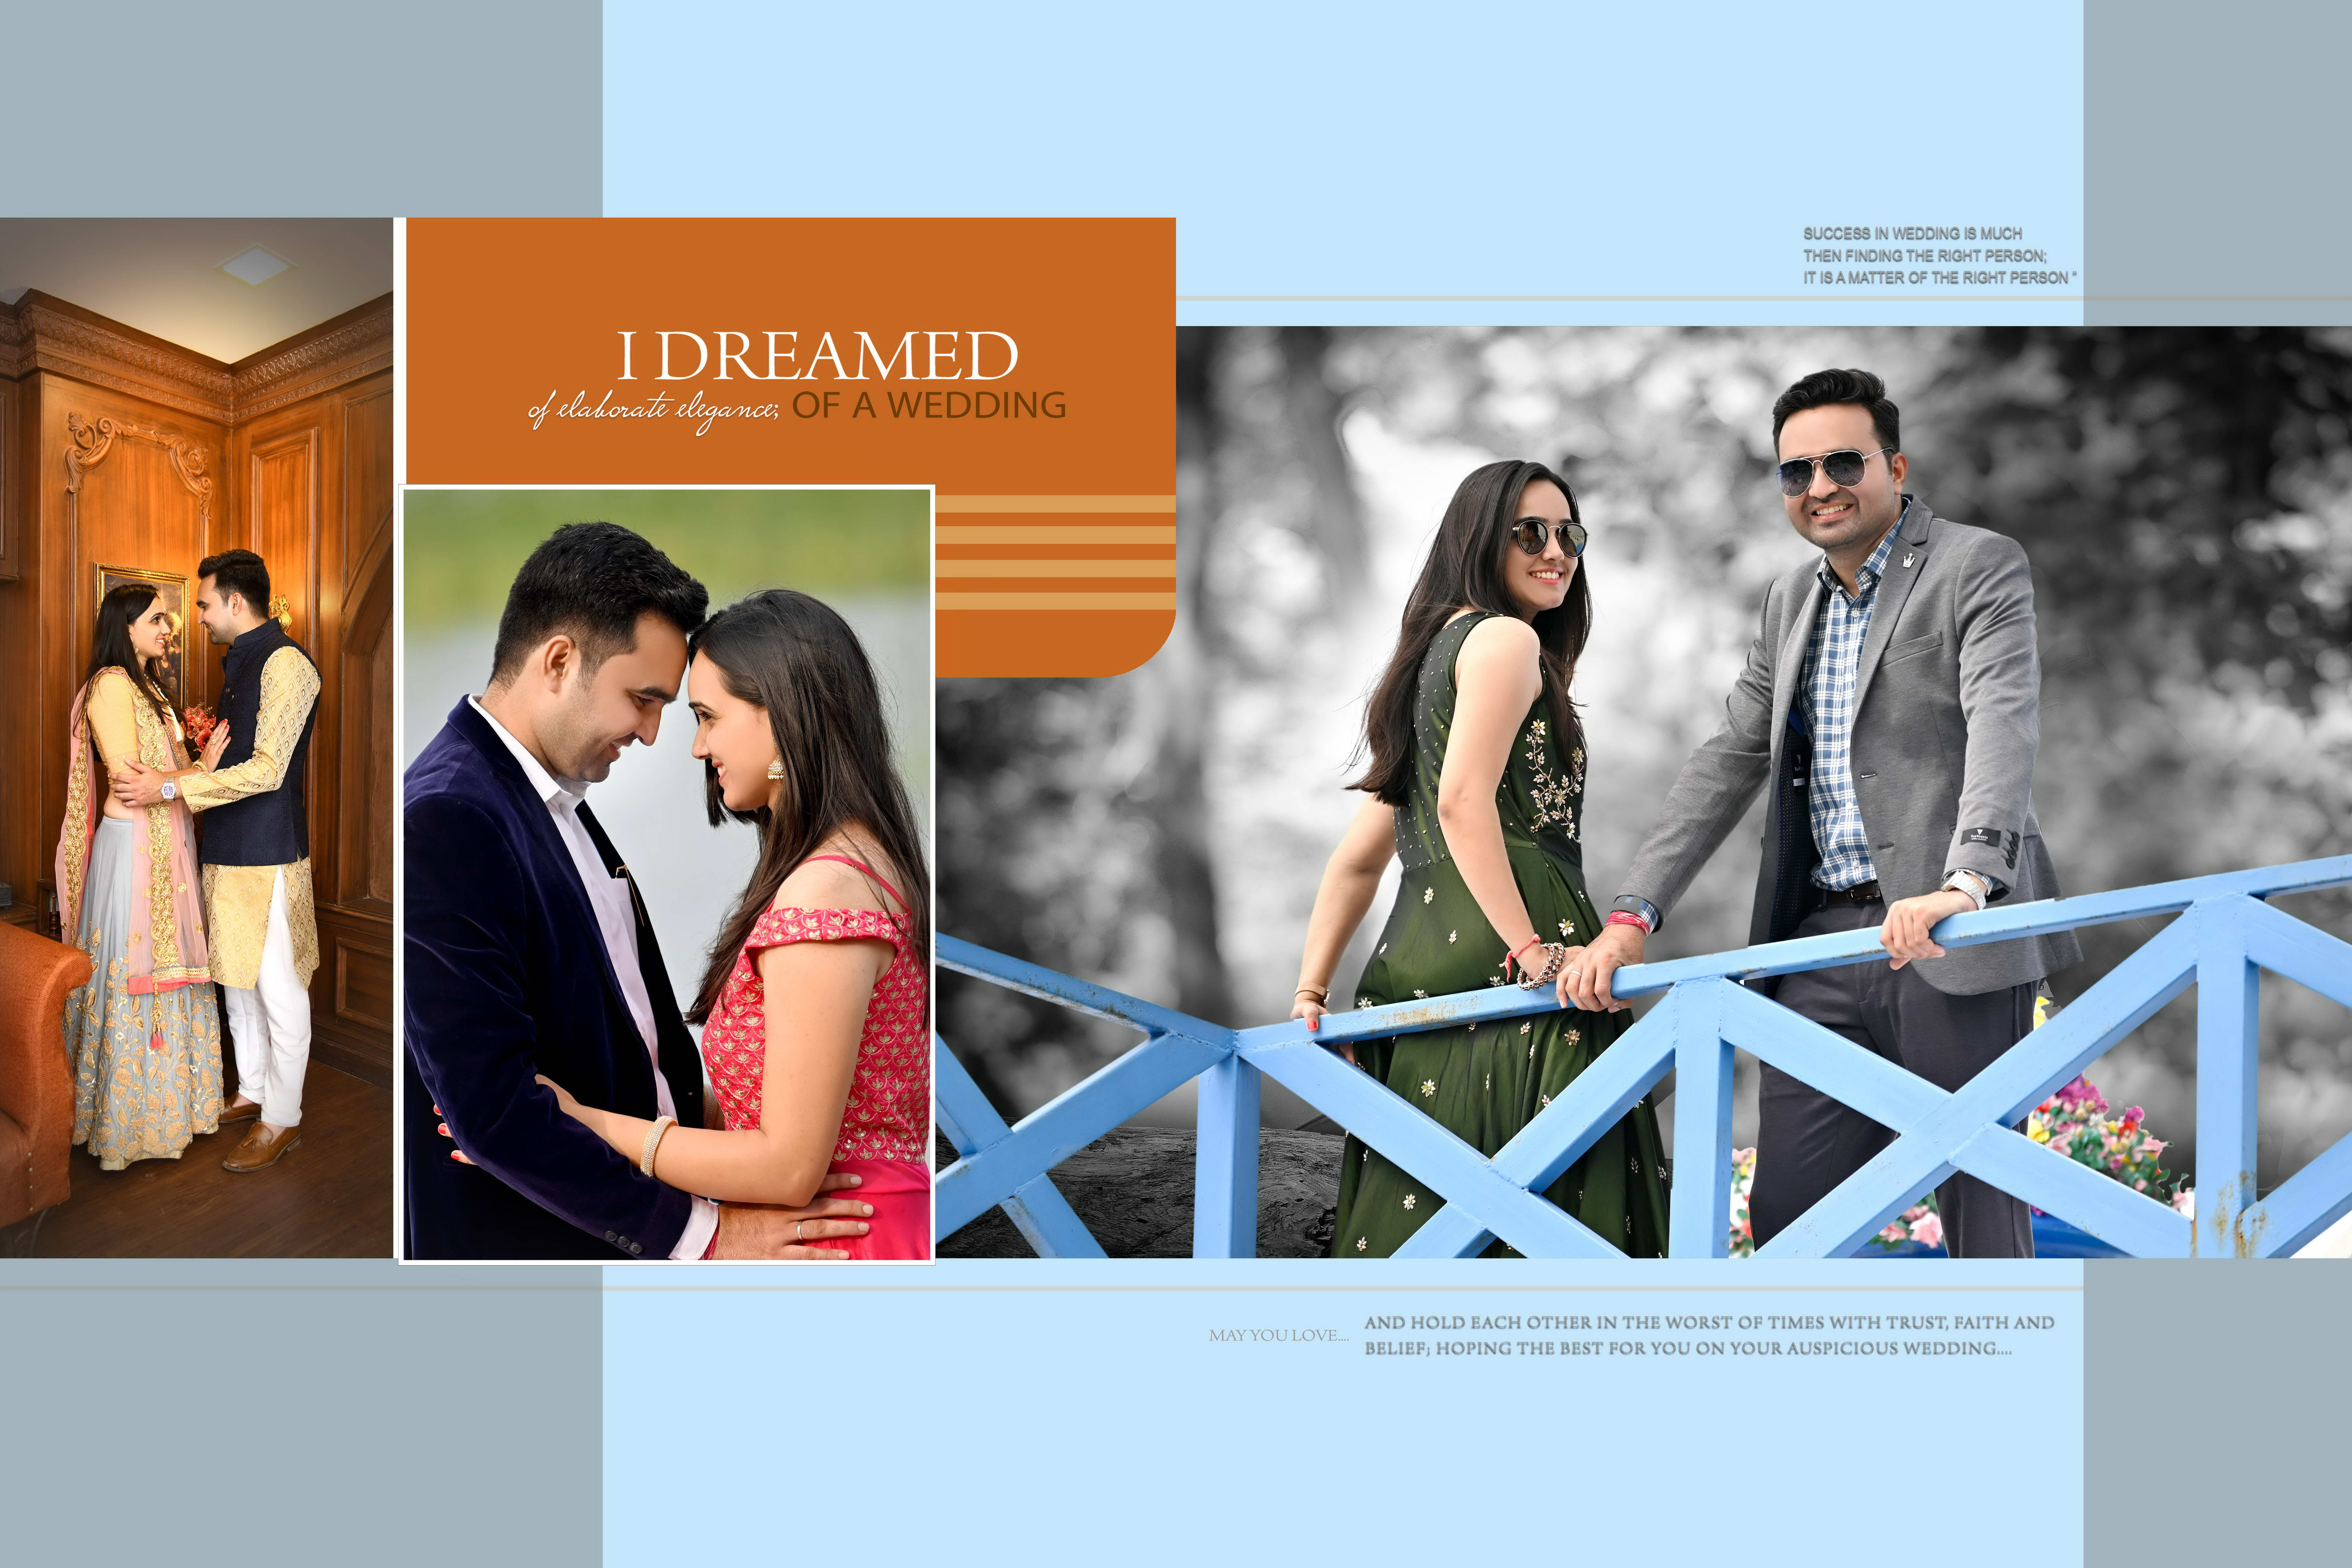 I DREAMED
of elaborate elegance; OF A WEDDING
SUCCESS IN WEDDING IS MUCH
THEN FINDING THE RIGHT PERSON;
IT IS A MATTER OF THE RIGHT PERSON "
MAY YOU LOVE....
AND HOLD EACH OTHER IN THE WORST OF TIMES WITH TRUST, FAITH AND
BELIEF; HOPING THE BEST FOR YOU ON YOUR AUSPICIOUS WEDDING....